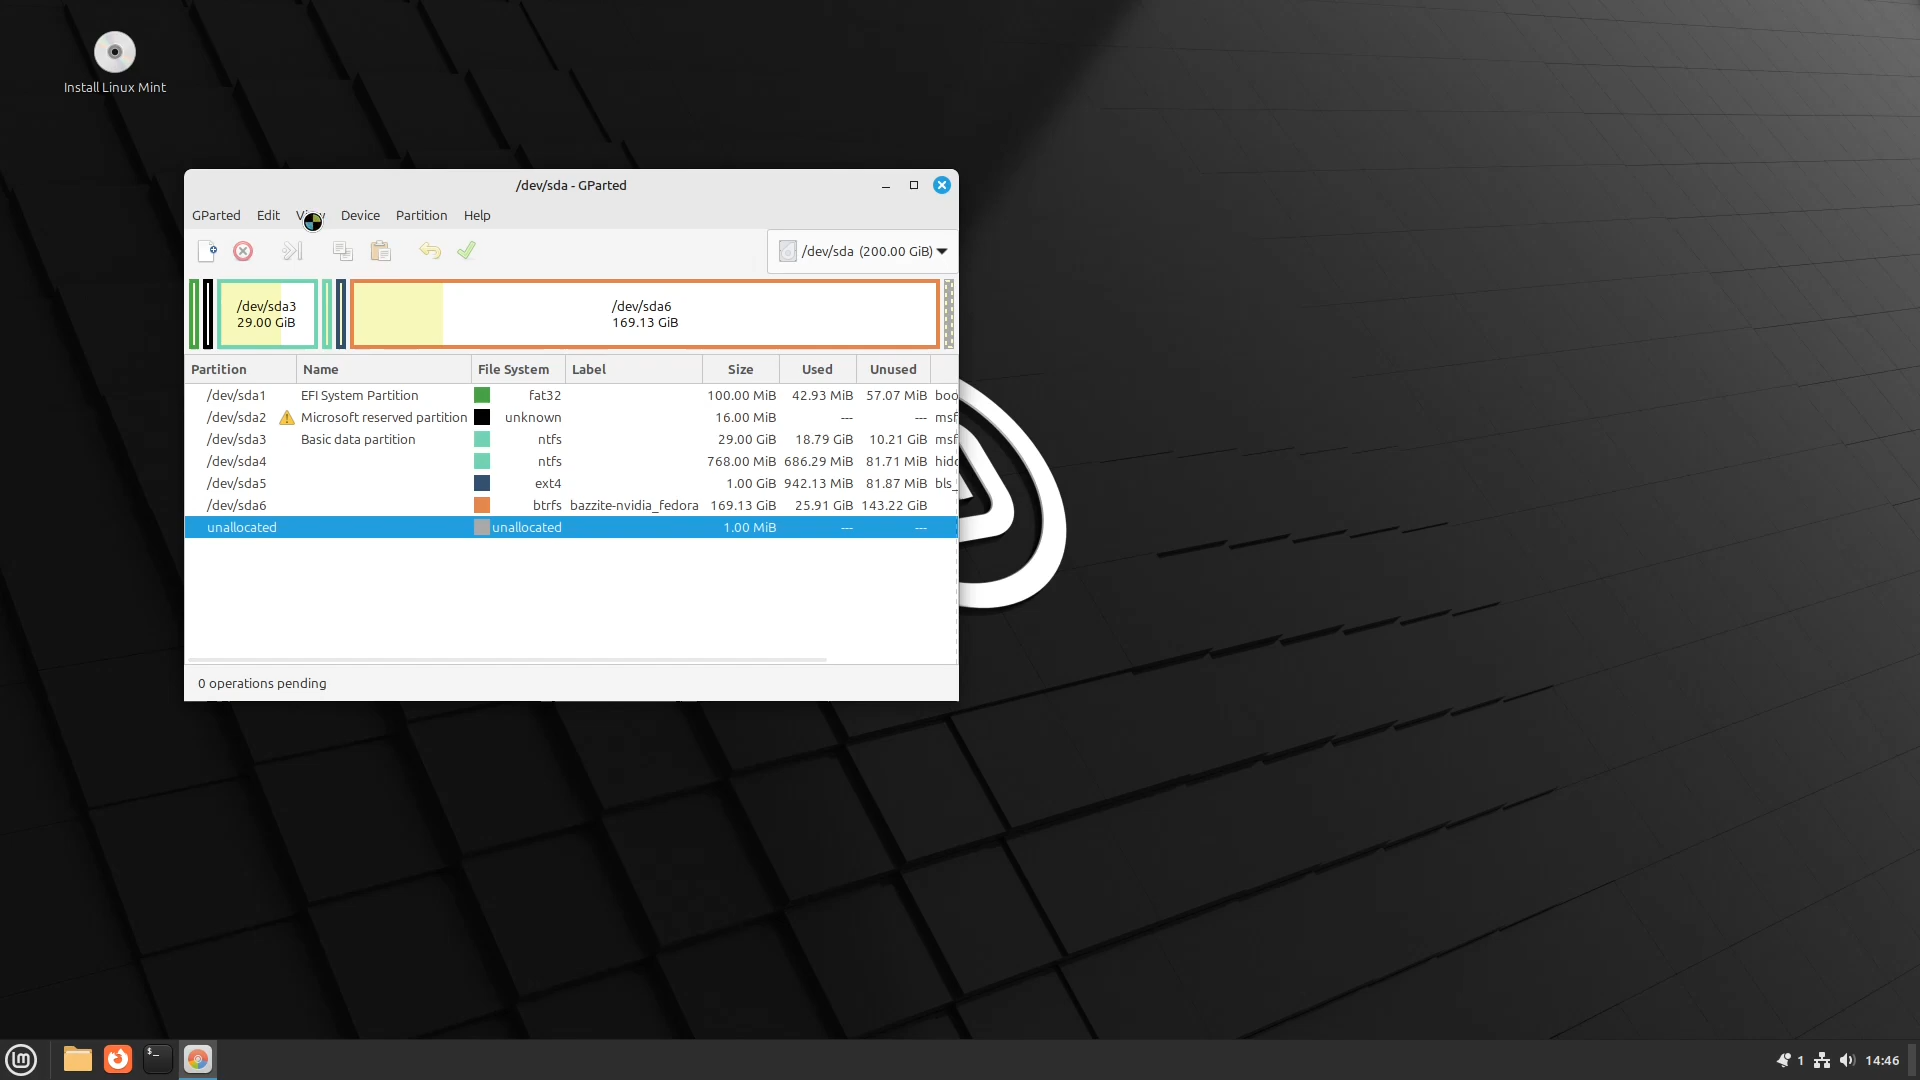 Install Linux Mint
/dev/sda - GParted
GParted Edit View Device Partition Help
/dev/sda (200.00 GiB)
/dev/sda3
29.00 GiB
/dev/sda6
169.13 GiB
Partition Name File System Label Size Used Unused
/dev/sda1 EFI System Partition fat32 100.00 MiB 42.93 MiB 57.07 MiB boo
/dev/sda2 Microsoft reserved partition unknown 16.00 MiB --- --- msf
/dev/sda3 Basic data partition ntfs 29.00 GiB 18.79 GiB 10.21 GiB msf
/dev/sda4 ntfs 768.00 MiB 686.29 MiB 81.71 MiB hid
/dev/sda5 ext4 1.00 GiB 942.13 MiB 81.87 MiB bls_
/dev/sda6 btrfs bazzite-nvidia_fedora 169.13 GiB 25.91 GiB 143.22 GiB
unallocated unallocated 1.00 MiB --- ---
0 operations pending
1 14:46